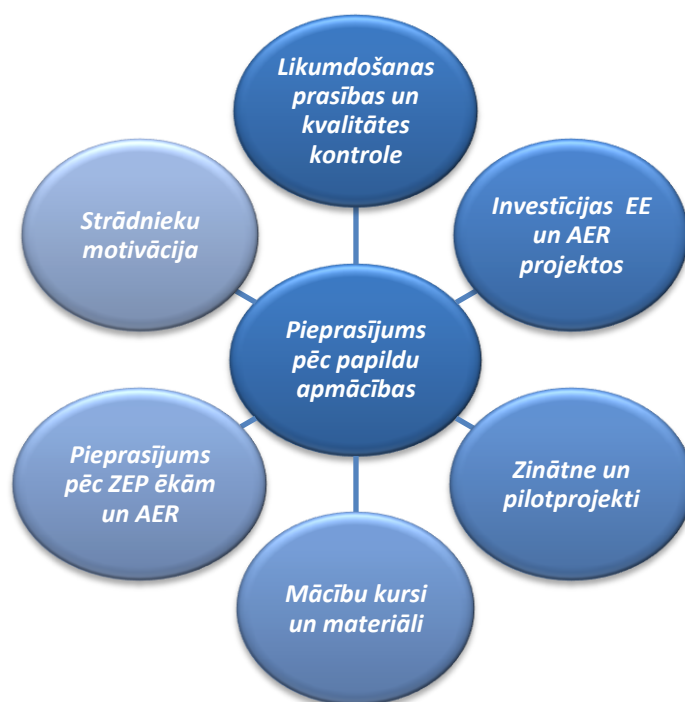 Likumdošanas
prasības un
kvalitātes
kontrole
Strādnieku
motivācija
Investīcijas EE
un AER
projektos
Pieprasījums
pēc papildu
apmācības
Pieprasījums
pēc ZEP ēkām
un AER
Zinātne un
pilotprojekti
Mācību kursi
un materiāli